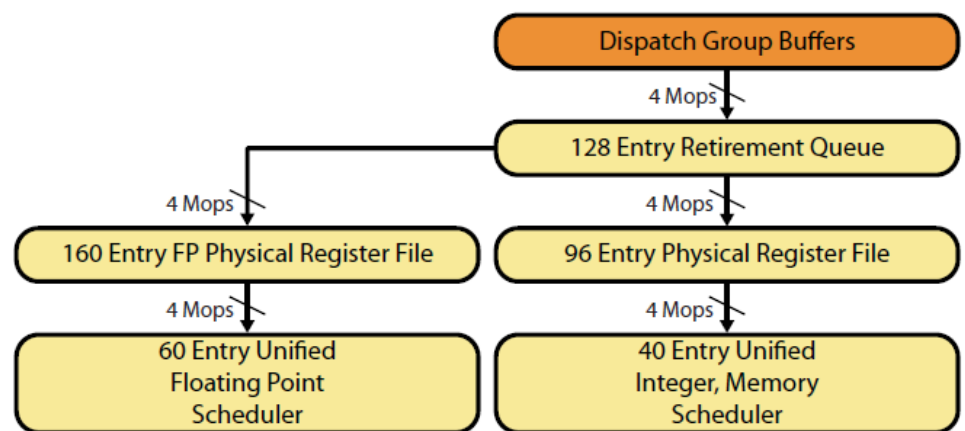 Dispatch Group Buffers
4 Mops
128 Entry Retirement Queue
4 Mops
4 Mops
160 Entry FP Physical Register File
96 Entry Physical Register File
4 Mops
4 Mops
60 Entry Unified
Floating Point
Scheduler
40 Entry Unified
Integer, Memory
Scheduler